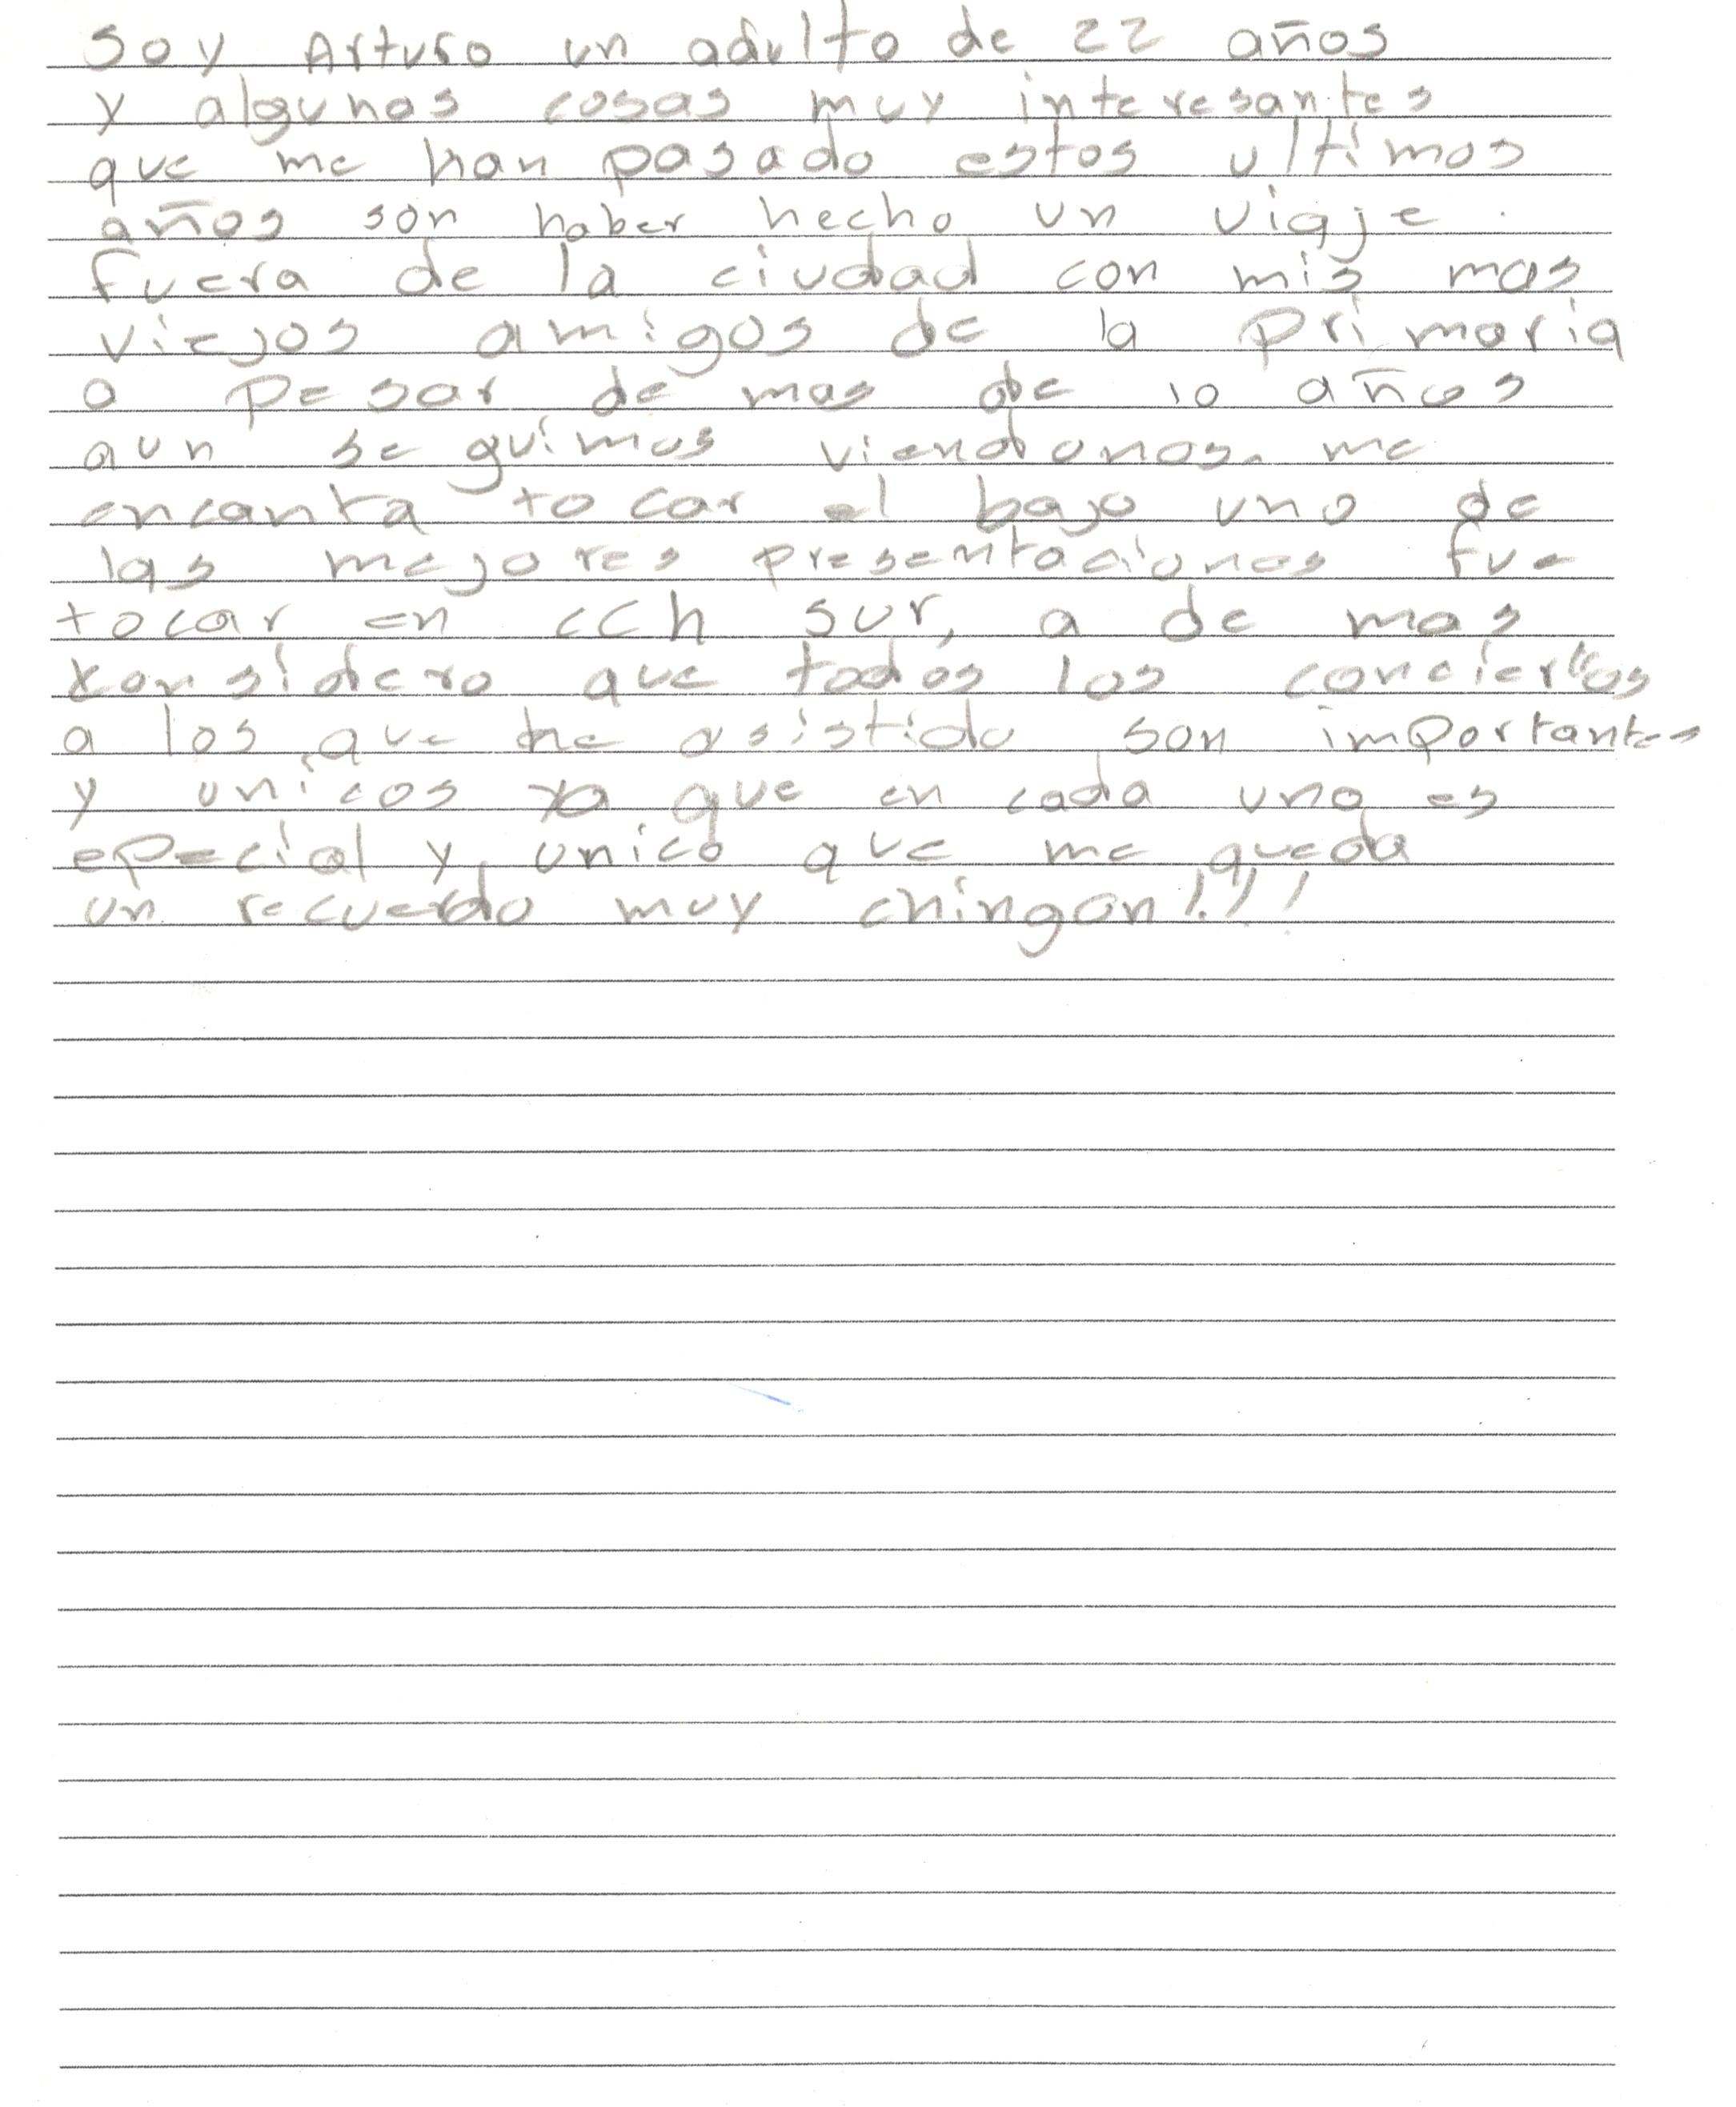 Soy Arturo un adulto de 22 años
y algunas cosas muy interesantes
que me han pasado estos ultimos
años son haber hecho un viaje.
fuera de la ciudad con mis mas
viejos amigos de la primaria
a pesar de mas de 10 años
aun seguimos viendonos. me
encanta tocar el bajo uno de
las mejores presentaciones fue
tocar en cch sur, a de mas
konsidero que todos los conciertos
a los que he asistido son importantes
y unicos ya que en cada uno es
epecial y unico que me queda
un recuerdo muy chingon!!!